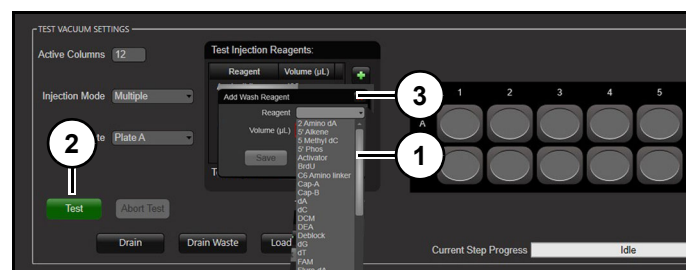 TEST VACUUM SETTINGS
Active Columns 12
Test Injection Reagents:
Reagent Volume (µL)
Injection Mode Multiple
Add Wash Reagent
3
1 2 3 4 5
Reagent
A
Volume (µL)
2 Amino dA
5' Alkene
5 Methyl dC
5' Phos
Activator
BrdU
C6 Amino linker
Cap-A
Cap-B
dA
dC
DCM
DEA
Deblock
dG
dT
FAM
2
Plate A
1
Save
Test Abort Test
Drain Drain Waste Load
Current Step Progress Idle